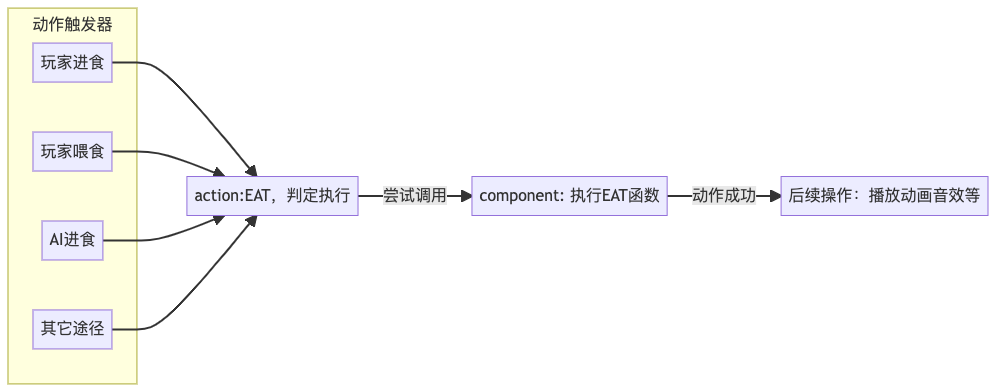 动作触发器
玩家进食
玩家喂食
AI进食
其它途径
action:EAT，判定执行
尝试调用
component: 执行EAT函数
动作成功
后续操作：播放动画音效等